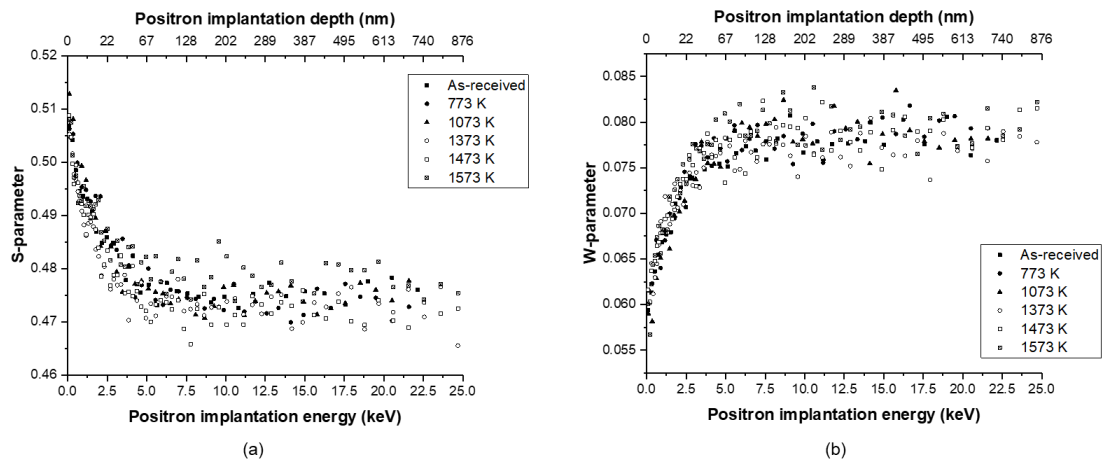 Positron implantation depth (nm)
0 22 67 128 202 289 387 495 613 740 876
0.52
0.51
0.50
0.49
0.48
0.47
0.46
S-parameter
As-received
773 K
1073 K
1373 K
1473 K
1573 K
0.0 2.5 5.0 7.5 10.0 12.5 15.0 17.5 20.0 22.5 25.0
Positron implantation energy (keV)
(a)
Positron implantation depth (nm)
0 22 67 128 202 289 387 495 613 740 876
0.085
0.080
0.075
0.070
0.065
0.060
0.055
W-parameter
As-received
773 K
1073 K
1373 K
1473 K
1573 K
0.0 2.5 5.0 7.5 10.0 12.5 15.0 17.5 20.0 22.5 25.0
Positron implantation energy (keV)
(b)